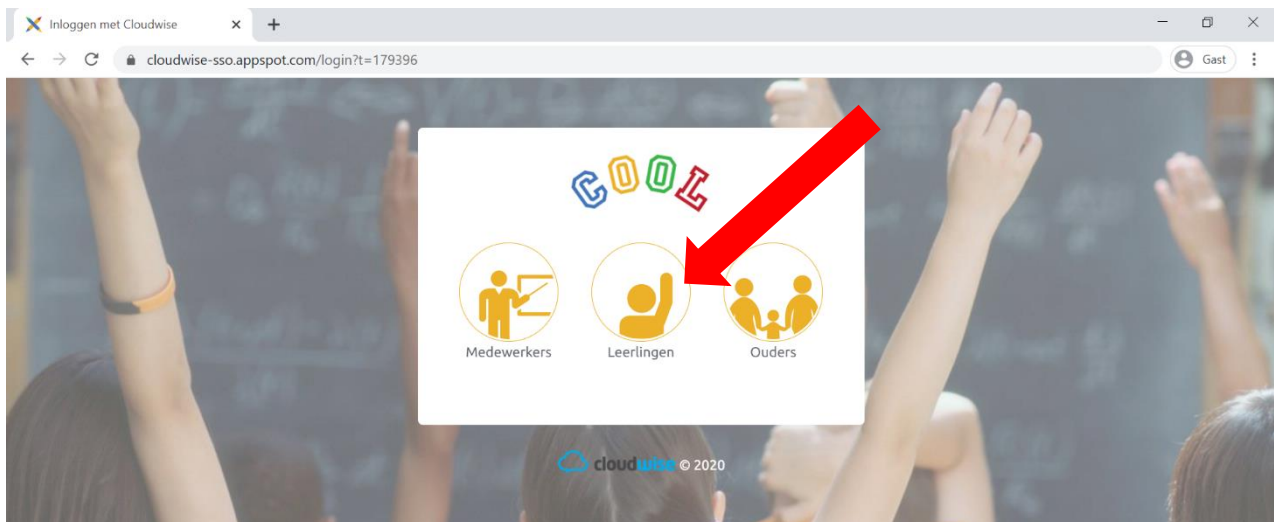 Inloggen met Cloudwise
cloudwise-sso.appspot.com/login?t=179396
Gast
COOL
Medewerkers
Leerlingen
Ouders
cloudwise © 2020